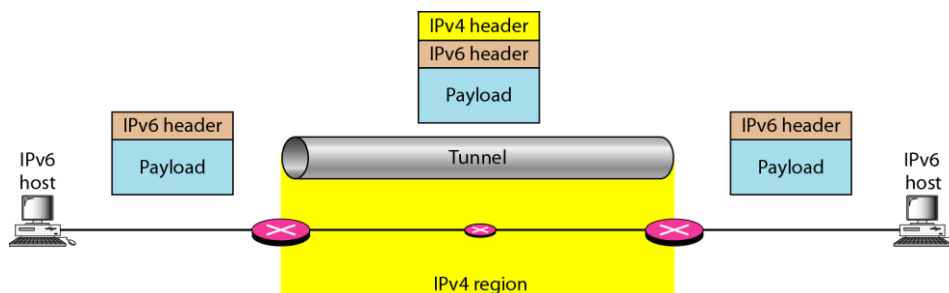 IPv4 header
IPv6 header
Payload
IPv6 header
Payload
IPv6
host
Tunnel
IPv6 header
Payload
IPv6
host
IPv4 region